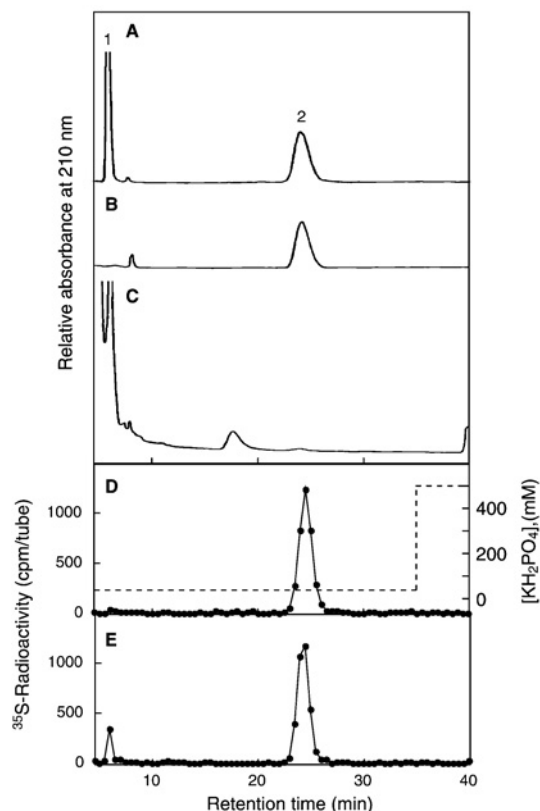 1
A
2
Relative absorbance at 210 nm
B
C
D
1000
500
0
400
200
0
[KH2PO4],(mM)
35S-Radioactivity (cpm/tube)
E
1000
500
0
10
20
30
40
Retention time (min)